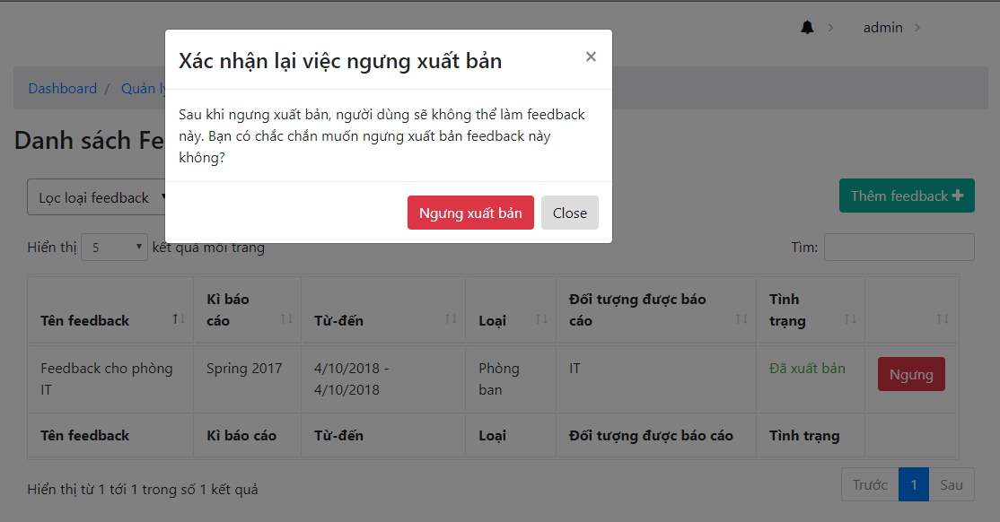 admin
Xác nhận lại việc ngưng xuất bản
×
Dashboard / Quản lý
Sau khi ngưng xuất bản, người dùng sẽ không thể làm feedback
này. Bạn có chắc chắn muốn ngưng xuất bản feedback này
không?
Danh sách Fe
Lọc loại feedback
Ngưng xuất bản
Close
Thêm feedback
Hiển thị 5 kết quả mỗi trang
Tìm:
Tên feedback
Kì báo
cáo
Từ-đến
Loại
Đối tượng được báo
cáo
Tình
trạng
Feedback cho phòng
IT
Spring 2017
4/10/2018 -
4/10/2018
Phòng
ban
IT
Đã xuất bản
Ngưng
Tên feedback
Kì báo cáo
Từ-đến
Loại
Đối tượng được báo cáo
Tình trạng
Hiển thị từ 1 tới 1 trong số 1 kết quả
Trước
1
Sau